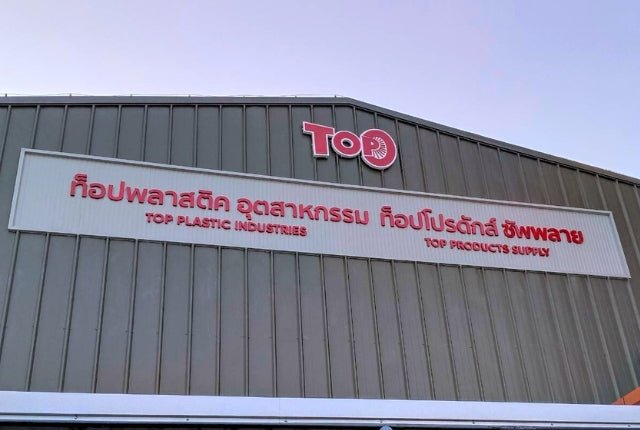 TOP
ท็อปพลาสติค อุตสาหกรรม ท็อปโปรดักส์ ซัพพลาย
TOP PLASTIC INDUSTRIES TOP PRODUCTS SUPPLY